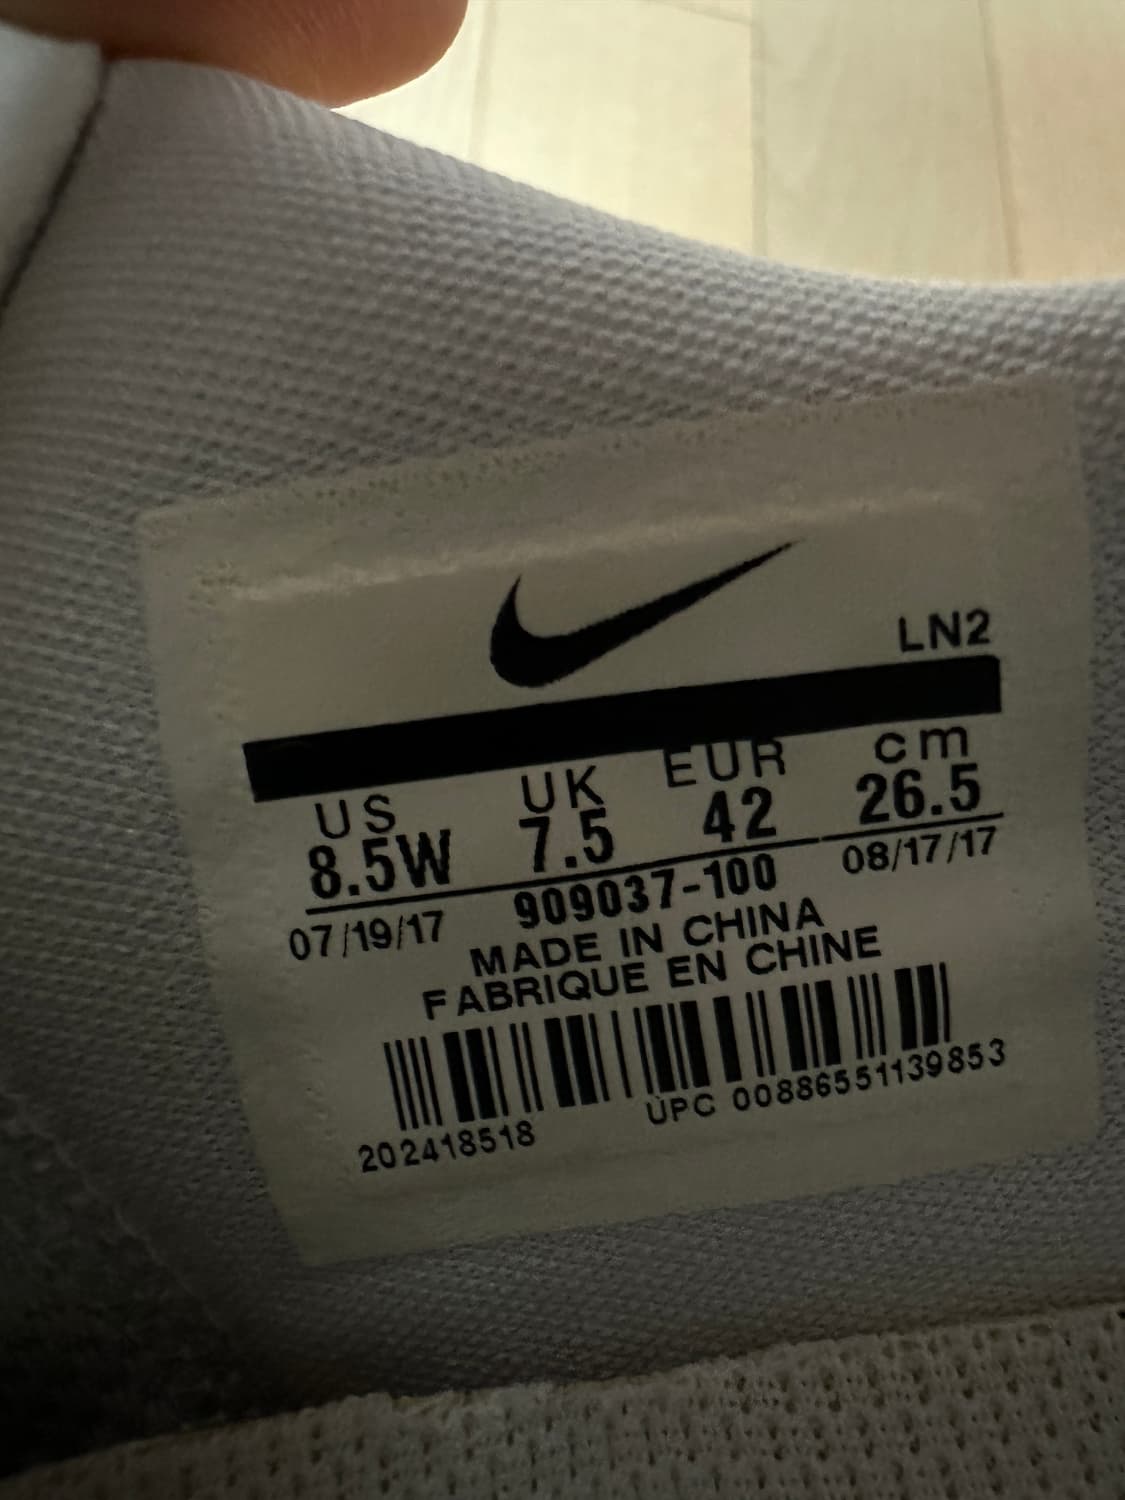 LN2
US UK EUR cm
8.5W 7.5 42 26.5
07/19/17 909037-100 08/17/17
MADE IN CHINA
FABRIQUE EN CHINE
202418518 UPC 00886551139853